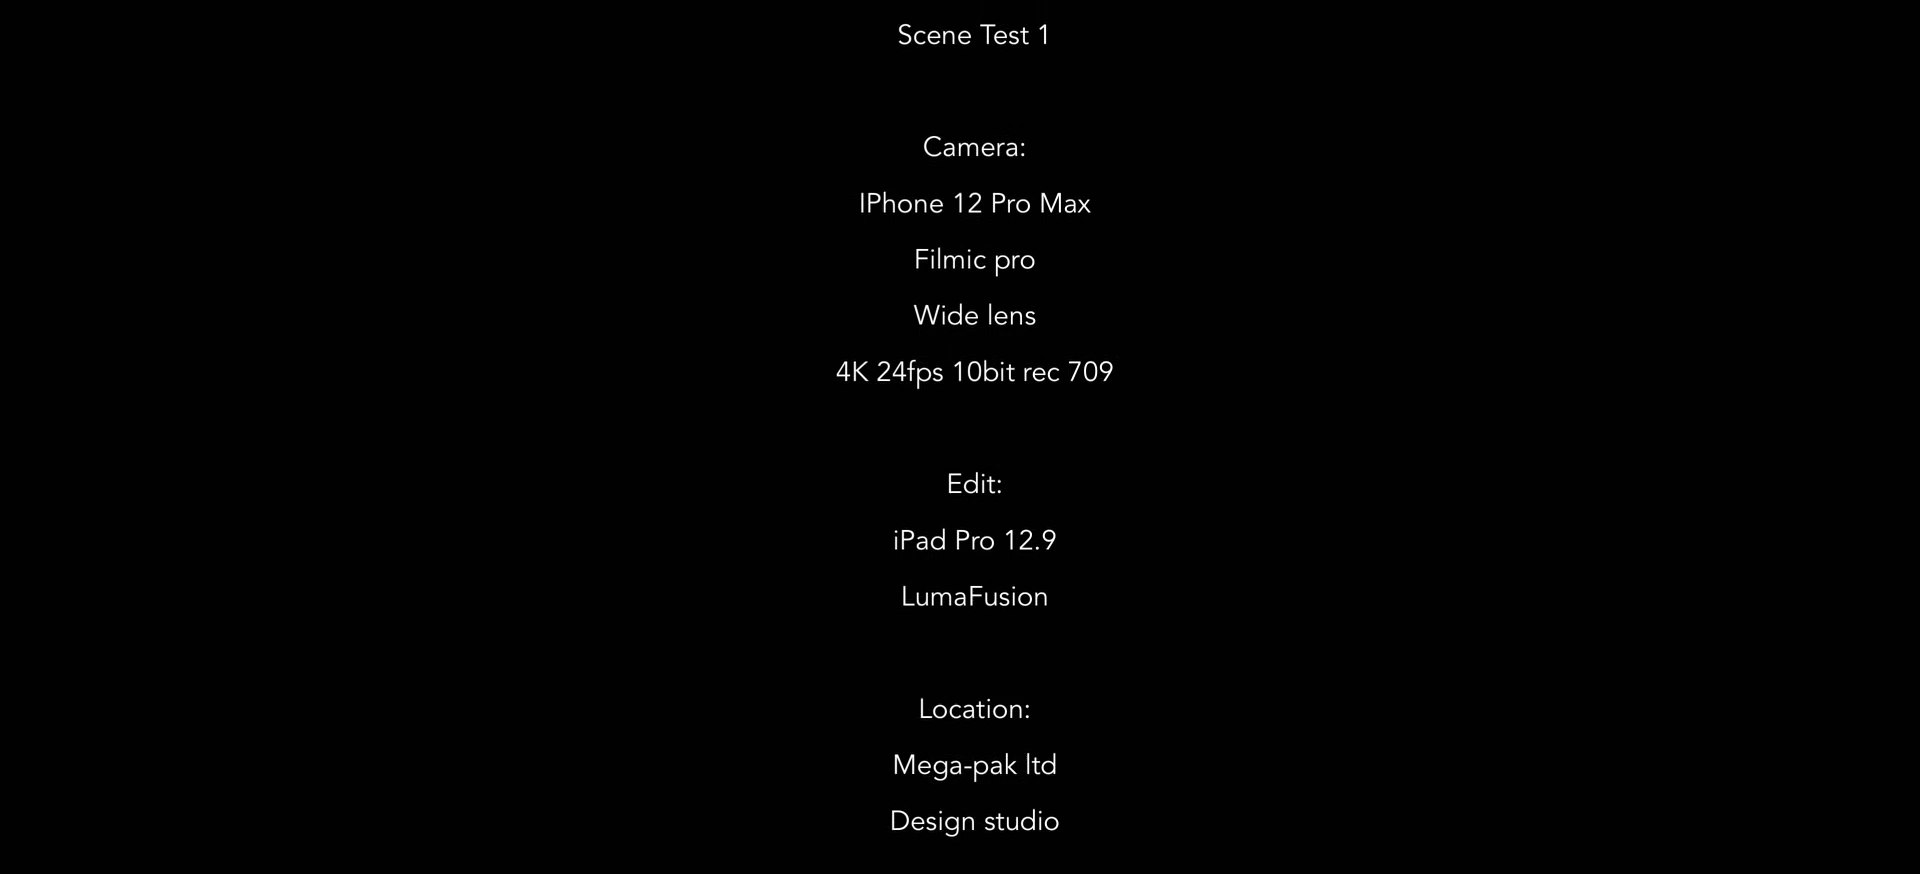 Scene Test 1
Camera:
IPhone 12 Pro Max
Filmic pro
Wide lens
4K 24fps 10bit rec 709
Edit:
iPad Pro 12.9
LumaFusion
Location:
Mega-pak ltd
Design studio